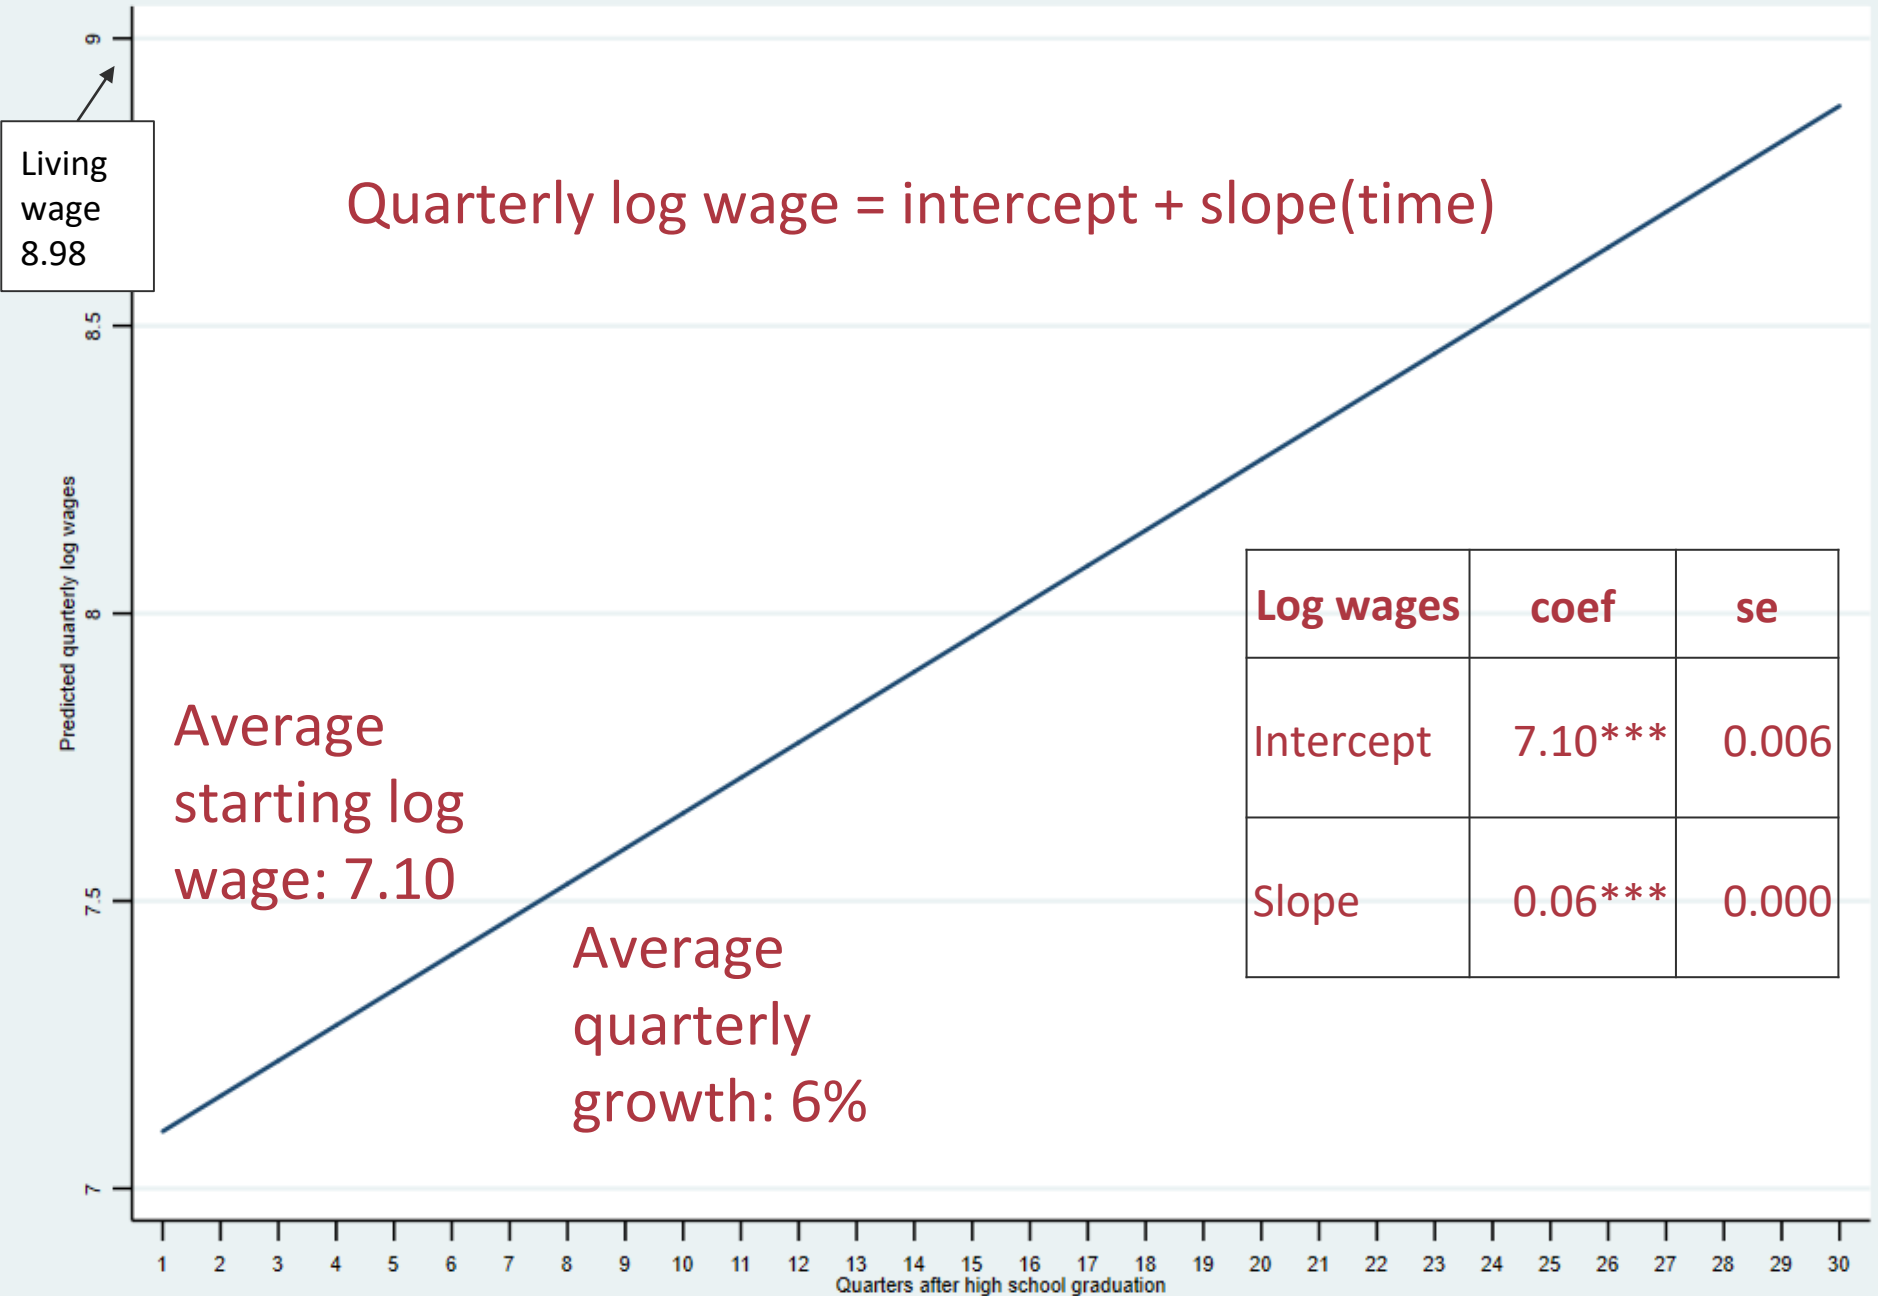 9
Living
wage
8.98
Quarterly log wage = intercept + slope(time)
8.5
Predicted quarterly log wages
8
Log wages coef se
Intercept 7.10*** 0.006
Slope 0.06*** 0.000
Average
starting log
wage: 7.10
7.5
Average
quarterly
growth: 6%
7
1 2 3 4 5 6 7 8 9 10 11 12 13 14 15 16 17 18 19 20 21 22 23 24 25 26 27 28 29 30
Quarters after high school graduation